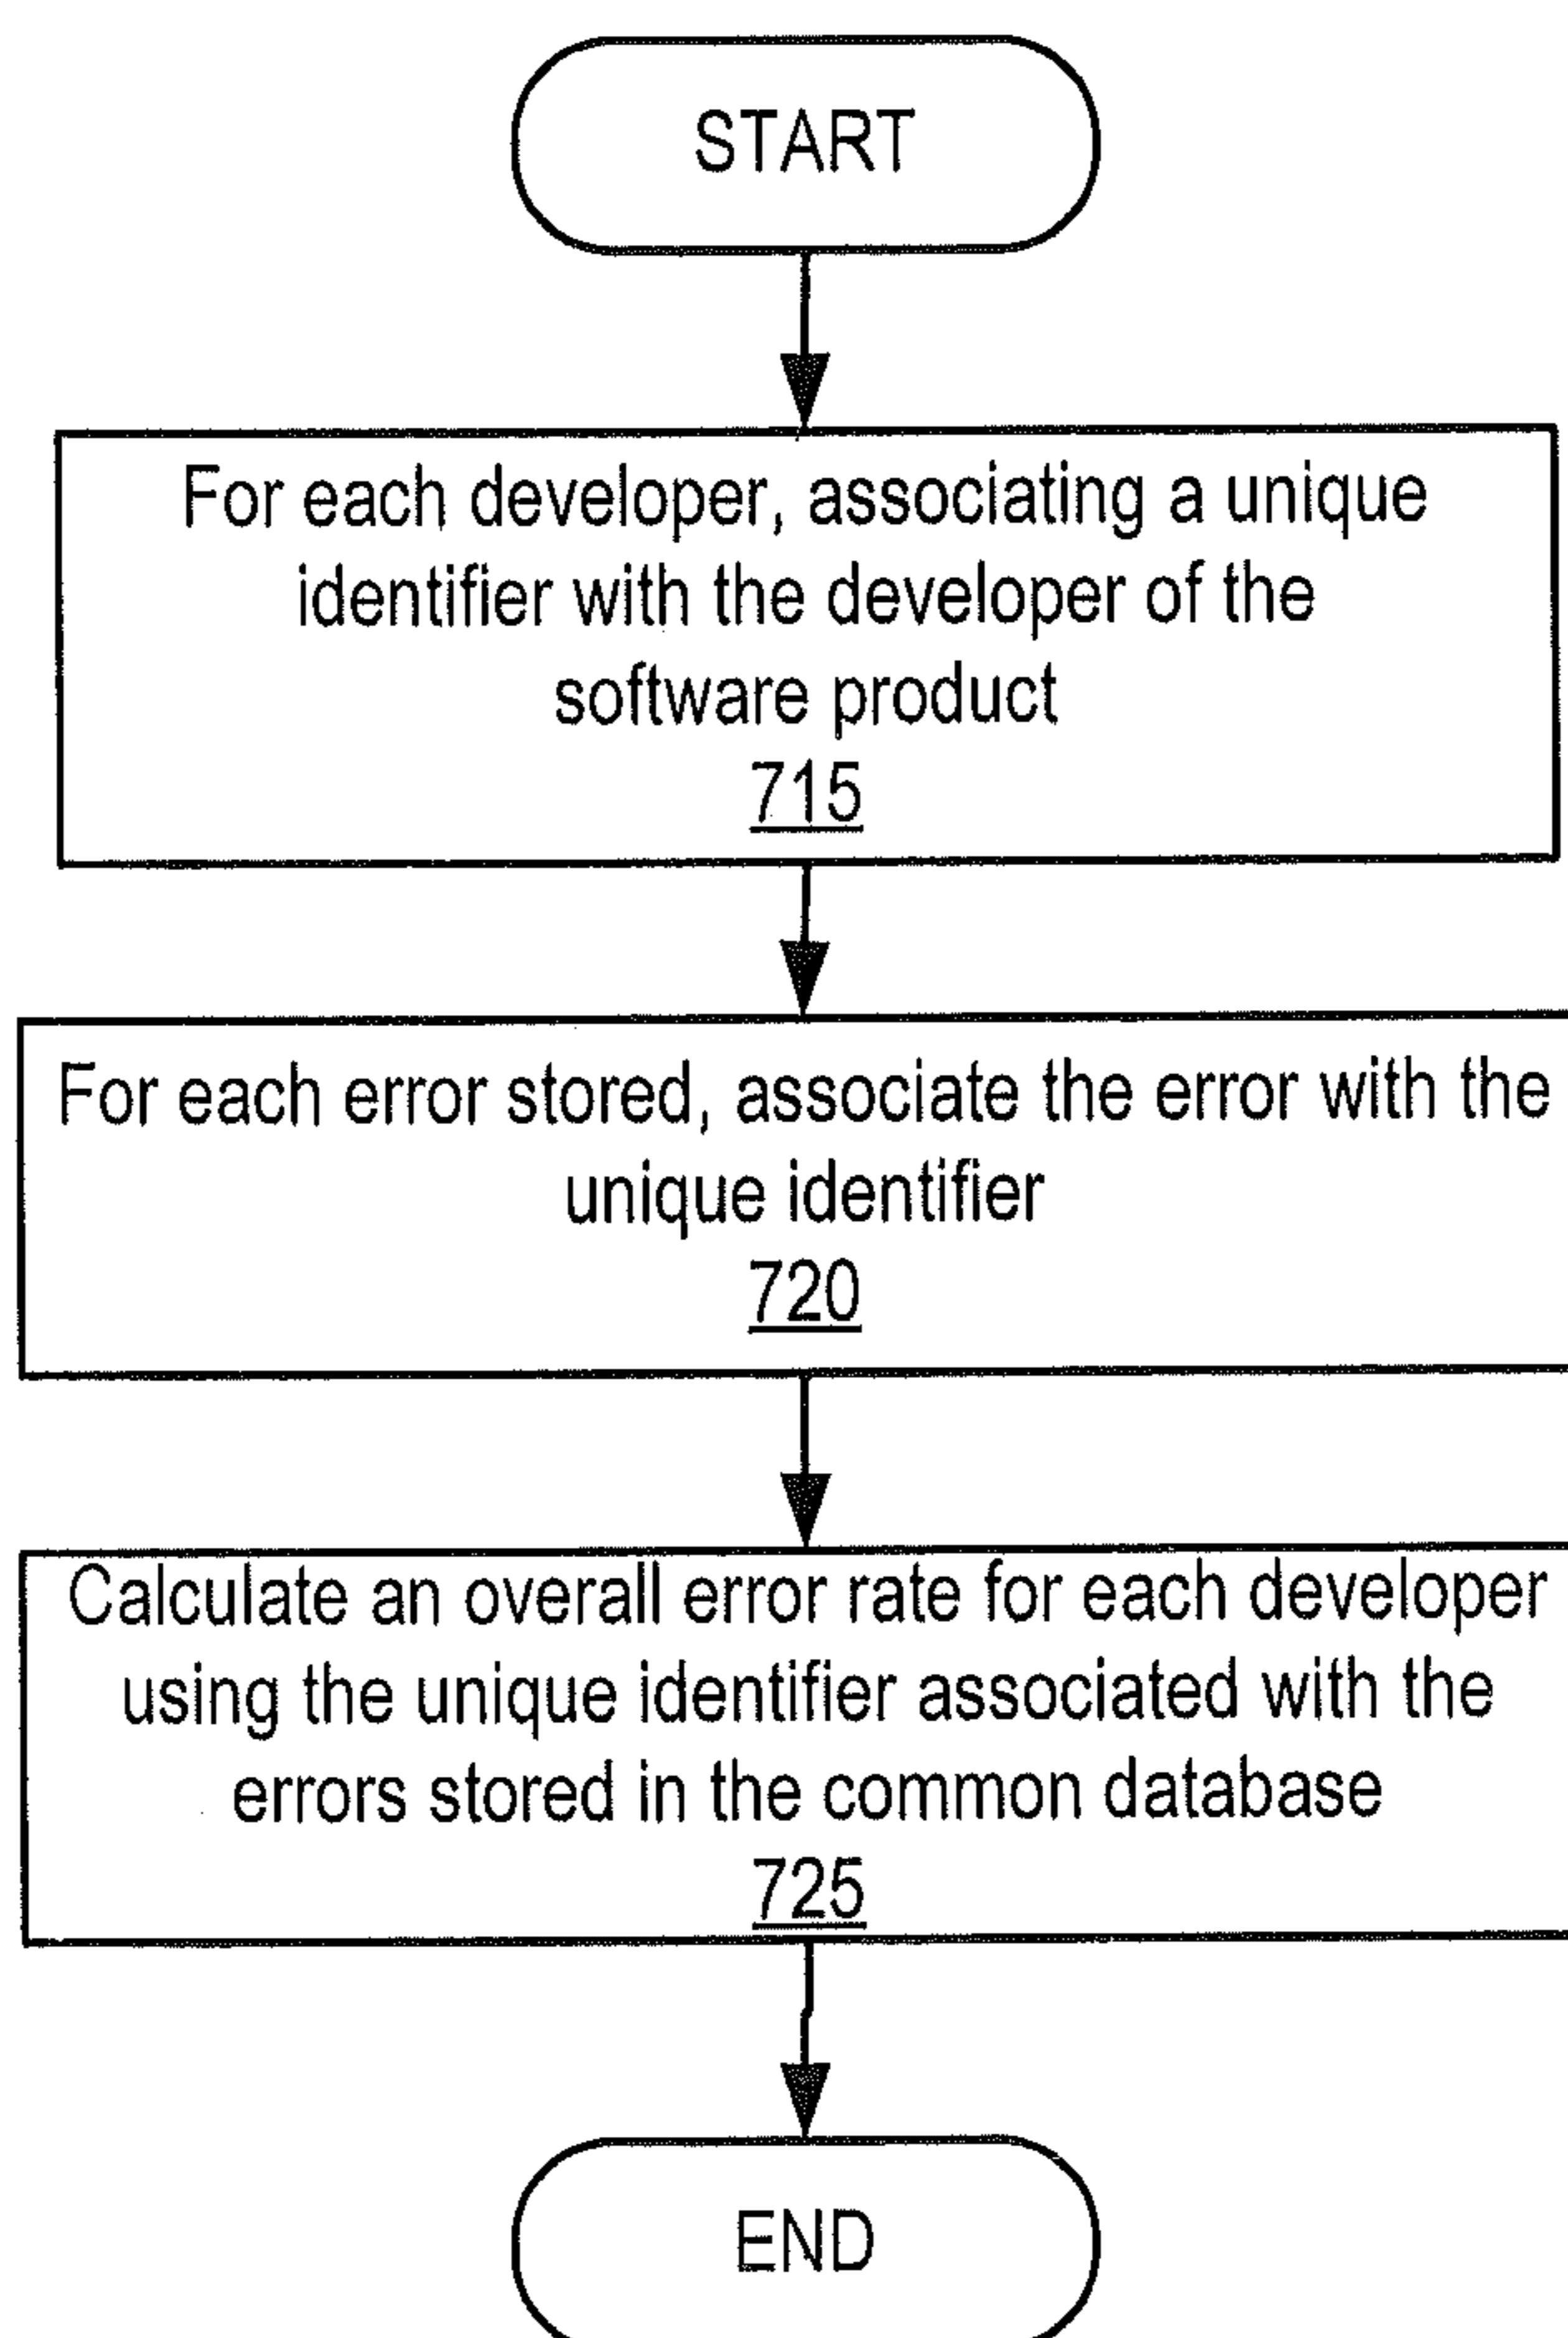 START
For each developer, associating a unique
identifier with the developer of the
software product
715
For each error stored, associate the error with the
unique identifier
720
Calculate an overall error rate for each developer
using the unique identifier associated with the
errors stored in the common database
725
END